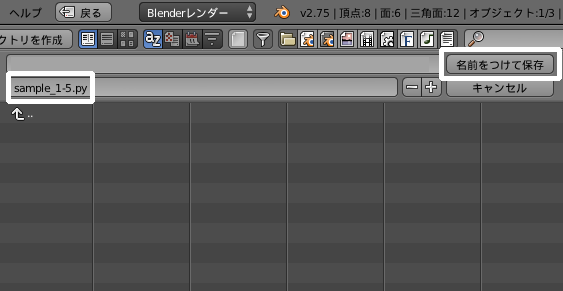 ヘルプ 戻る Blenderレンダー v2.75 | 頂点:8 | 面:6 | 三角面:12 | オブジェクト:1/3 |
クトリを作成
名前をつけて保存
sample_1-5.py キャンセル
..